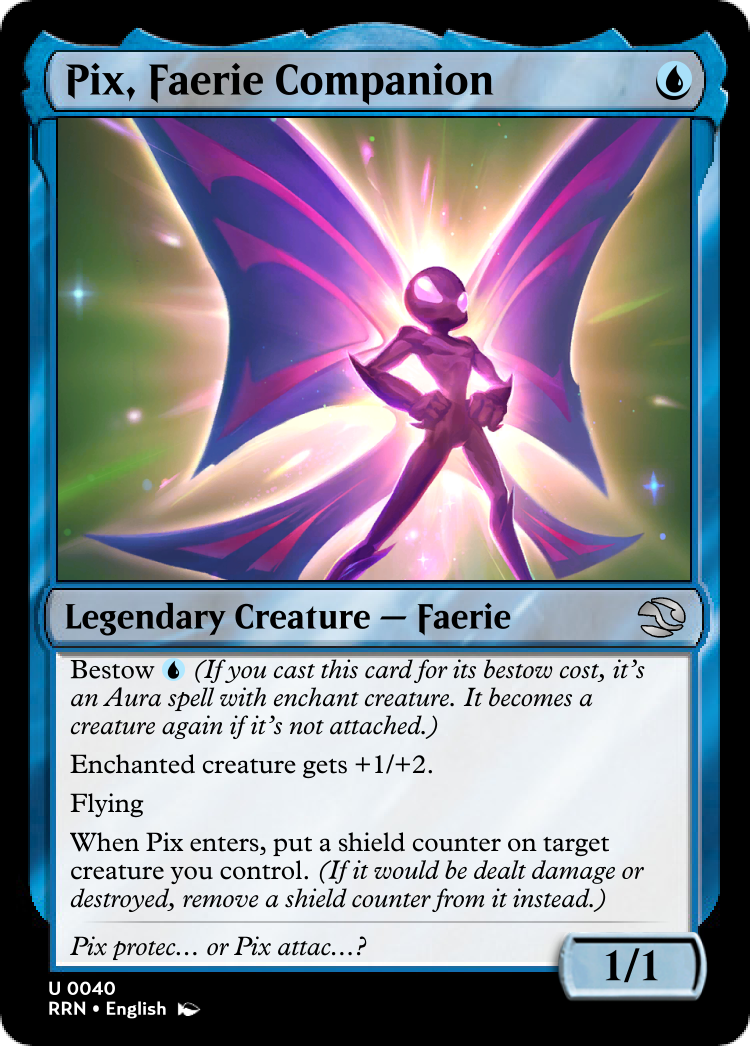 Pix, Faerie Companion
Legendary Creature — Faerie
Bestow (If you cast this card for its bestow cost, it's
an Aura spell with enchant creature. It becomes a
creature again if it's not attached.)
Enchanted creature gets +1/+2.
Flying
When Pix enters, put a shield counter on target
creature you control. (If it would be dealt damage or
destroyed, remove a shield counter from it instead.)
Pix protec… or Pix attac…?
1/1
U 0040
RRN • English